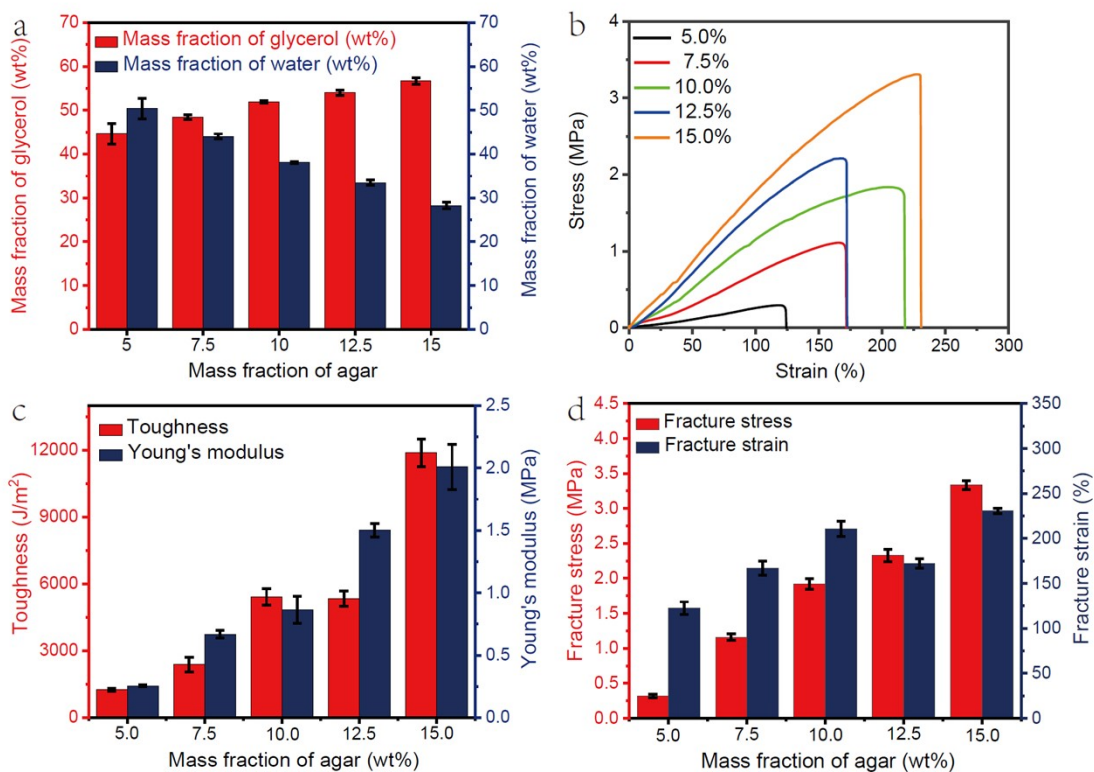 a
Mass fraction of glycerol (wt%)
Mass fraction of water (wt%)
70
60
50
40
30
20
10
0
70
60
50
40
30
20
10
0
Mass fraction of glycerol (wt%)
Mass fraction of water (wt%)
5 7.5 10 12.5 15
Mass fraction of agar
b
5.0%
7.5%
10.0%
12.5%
15.0%
4
3
2
1
0
Stress (MPa)
0 50 100 150 200 250 300
Strain (%)
c
Toughness
Young's modulus
12000
9000
6000
3000
0
2.5
2.0
1.5
1.0
0.5
0.0
Toughness (J/m²)
Young's modulus (MPa)
5.0 7.5 10.0 12.5 15.0
Mass fraction of agar (wt%)
d
Fracture stress
Fracture strain
4.5
4.0
3.5
3.0
2.5
2.0
1.5
1.0
0.5
0.0
350
300
250
200
150
100
50
0
Fracture stress (MPa)
Fracture strain (%)
5.0 7.5 10.0 12.5 15.0
Mass fraction of agar (wt%)